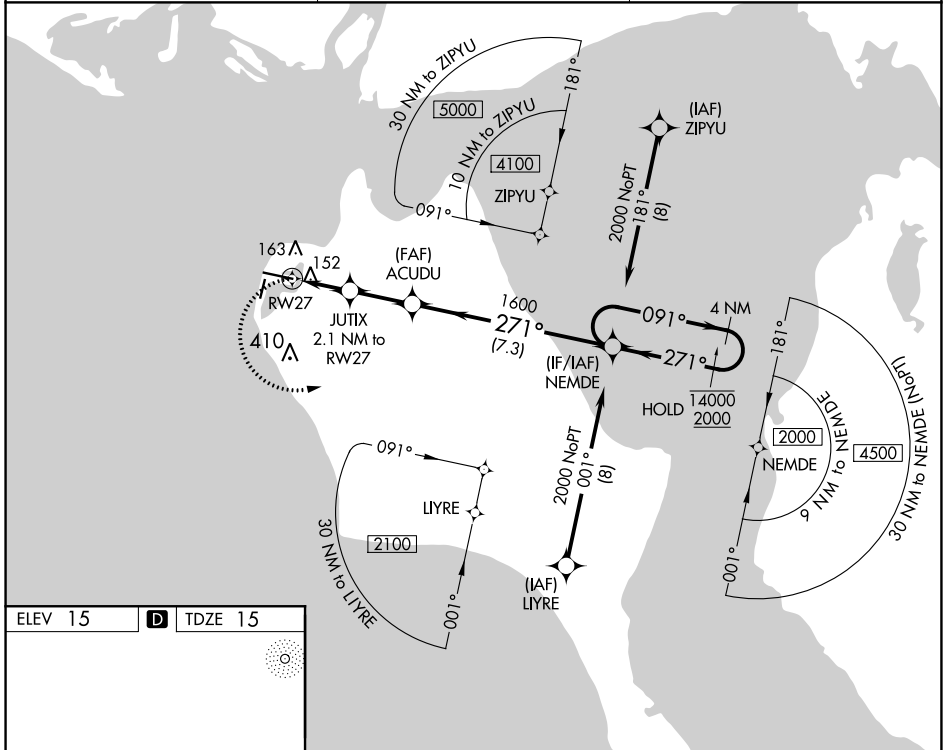 30 NM to ZIPYU
5000
10 NM to ZIPYU
4100
181°
ZIPYU
091°
(IAF)
ZIPYU
2000 NoPT
181°
(8)
163
152
RW27
410
JUTIX
2.1 NM to
RW27
(FAF)
ACUDU
1600
271°
(7.3)
(IF/IAF)
NEMDE
091°
4 NM
271°
HOLD
14000
2000
181°
2000
NEMDE
9 NM to NEMDE
4500
30 NM to NEMDE (NoPT)
001°
2000 NoPT
001°
(8)
(IAF)
LIYRE
091°
LIYRE
2100
30 NM to LIYRE
001°
ELEV 15
D
TDZE 15